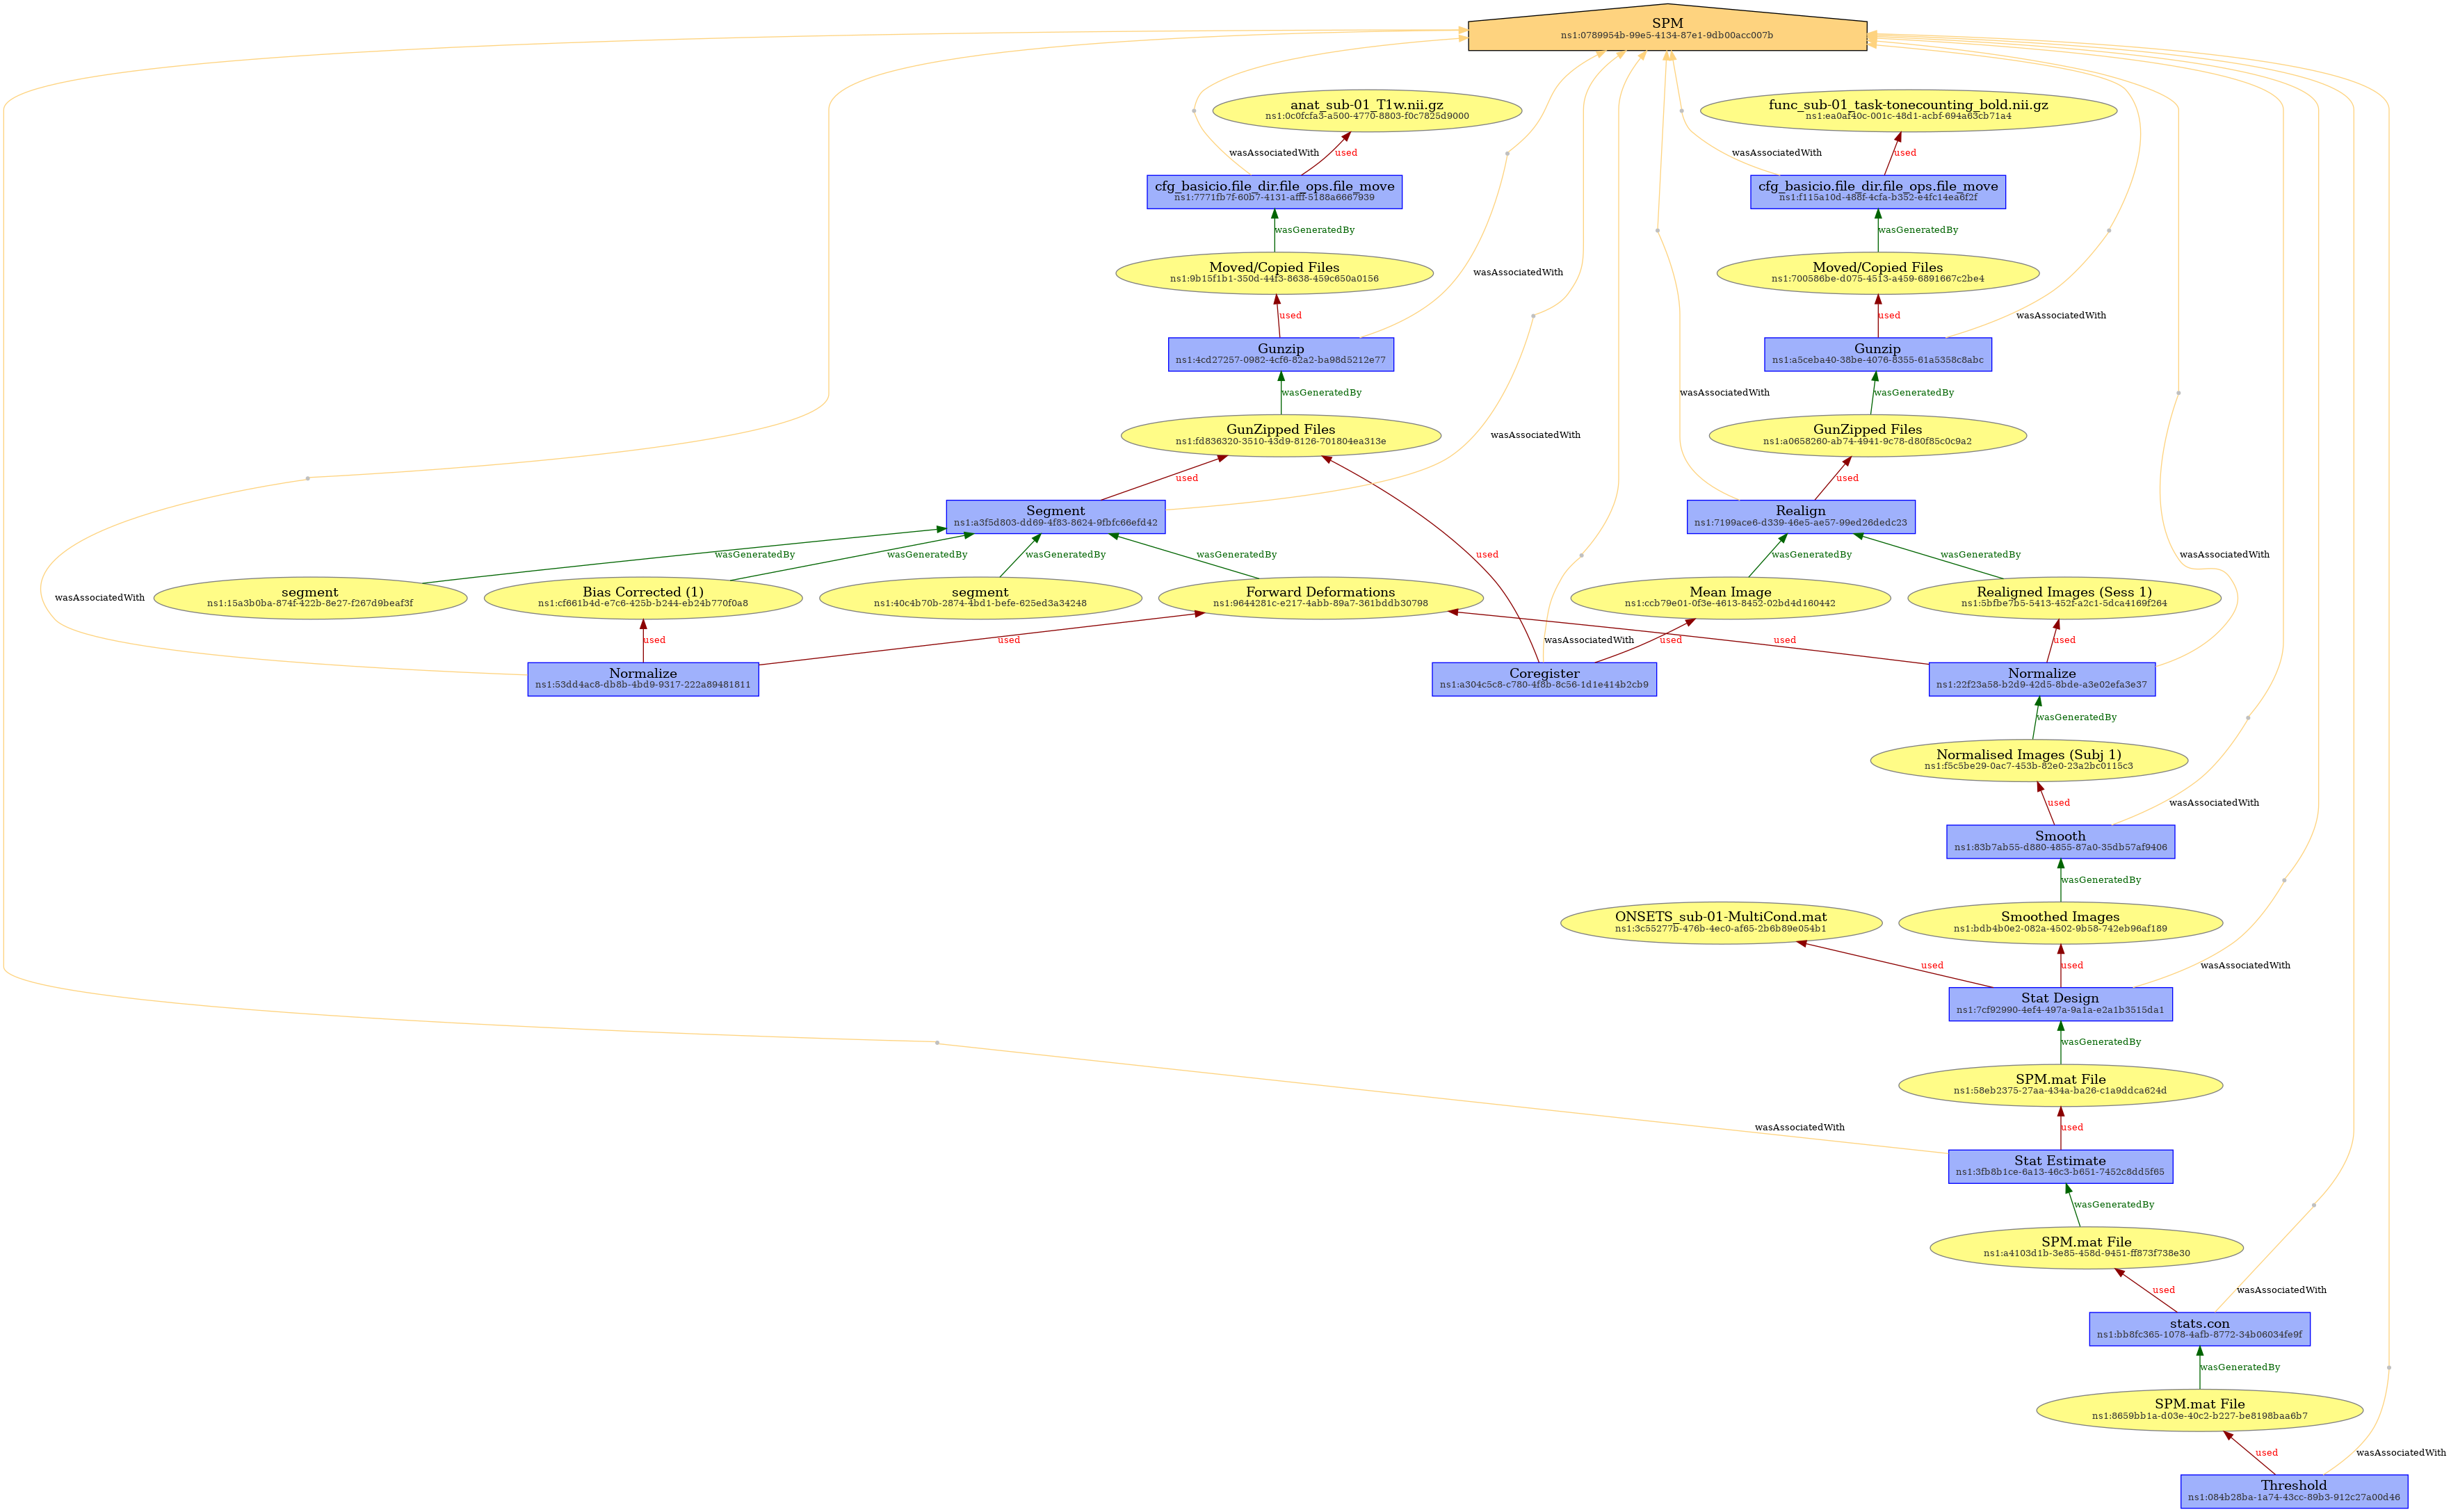 SPM
ns1:0789954b-99e5-4134-87e1-9db00acc007b
anat_sub-01_T1w.nii.gz
ns1:0c0fcfa3-a500-4770-8803-f0c7825d9000
func_sub-01_task-tonecounting_bold.nii.gz
ns1:ea0af40c-001c-48d1-acbf-694a63cb71a4
wasAssociatedWith
used
wasAssociatedWith
used
cfg_basicio.file_dir.file_ops.file_move
ns1:7771fb7f-60b7-4131-afff-5188a6667939
cfg_basicio.file_dir.file_ops.file_move
ns1:f115a10d-488f-4cfa-b352-e4fc14ea6f2f
wasGeneratedBy
wasGeneratedBy
Moved/Copied Files
ns1:9b15f1b1-350d-44f3-8638-459c650a0156
wasAssociatedWith
Moved/Copied Files
ns1:700586be-d075-4513-a459-6891667c2be4
used
used
wasAssociatedWith
Gunzip
ns1:4cd27257-0982-4cf6-82a2-ba98d5212e77
Gunzip
ns1:a5ceba40-38be-4076-8355-61a5358c8abc
wasGeneratedBy
wasAssociatedWith
wasGeneratedBy
GunZipped Files
ns1:fd836320-3510-43d9-8126-701804ea313e
wasAssociatedWith
GunZipped Files
ns1:a0658260-ab74-4941-9c78-d80f85c0c9a2
used
used
Segment
ns1:a3f5d803-dd69-4f83-8624-9fbfc66efd42
Realign
ns1:7199ace6-d339-46e5-ae57-99ed26dedc23
wasGeneratedBy
wasGeneratedBy
wasGeneratedBy
wasGeneratedBy
used
wasGeneratedBy
wasGeneratedBy
wasAssociatedWith
wasAssociatedWith
segment
ns1:15a3b0ba-874f-422b-8e27-f267d9beaf3f
Bias Corrected (1)
ns1:cf661b4d-e7c6-425b-b244-eb24b770f0a8
segment
ns1:40c4b70b-2874-4bd1-befe-625ed3a34248
Forward Deformations
ns1:9644281c-e217-4abb-89a7-361bddb30798
Mean Image
ns1:ccb79e01-0f3e-4613-8452-02bd4d160442
Realigned Images (Sess 1)
ns1:5bfbe7b5-5413-452f-a2c1-5dca4169f264
used
used
wasAssociatedWith
used
used
used
Normalize
ns1:53dd4ac8-db8b-4bd9-9317-222a89481811
Coregister
ns1:a304c5c8-c780-4f8b-8c56-1d1e414b2cb9
Normalize
ns1:22f23a58-b2d9-42d5-8bde-a3e02efa3e37
wasGeneratedBy
Normalised Images (Subj 1)
ns1:f5c5be29-0ac7-453b-82e0-23a2bc0115c3
used
wasAssociatedWith
Smooth
ns1:83b7ab55-d880-4855-87a0-35db57af9406
wasGeneratedBy
ONSETS_sub-01-MultiCond.mat
ns1:3c55277b-476b-4ec0-af65-2b6b89e054b1
Smoothed Images
ns1:bdb4b0e2-082a-4502-9b58-742eb96af189
used
used
wasAssociatedWith
Stat Design
ns1:7cf92990-4ef4-497a-9a1a-e2a1b3515da1
wasGeneratedBy
SPM.mat File
ns1:58eb2375-27aa-434a-ba26-c1a9ddca624d
wasAssociatedWith
used
Stat Estimate
ns1:3fb8b1ce-6a13-46c3-b651-7452c8dd5f65
wasGeneratedBy
SPM.mat File
ns1:a4103d1b-3e85-458d-9451-ff873f738e30
used
wasAssociatedWith
stats.con
ns1:bb8fc365-1078-4afb-8772-34b06034fe9f
wasGeneratedBy
SPM.mat File
ns1:8659bb1a-d03e-40c2-b227-be8198baa6b7
used
wasAssociatedWith
Threshold
ns1:084b28ba-1a74-43cc-89b3-912c27a00d46